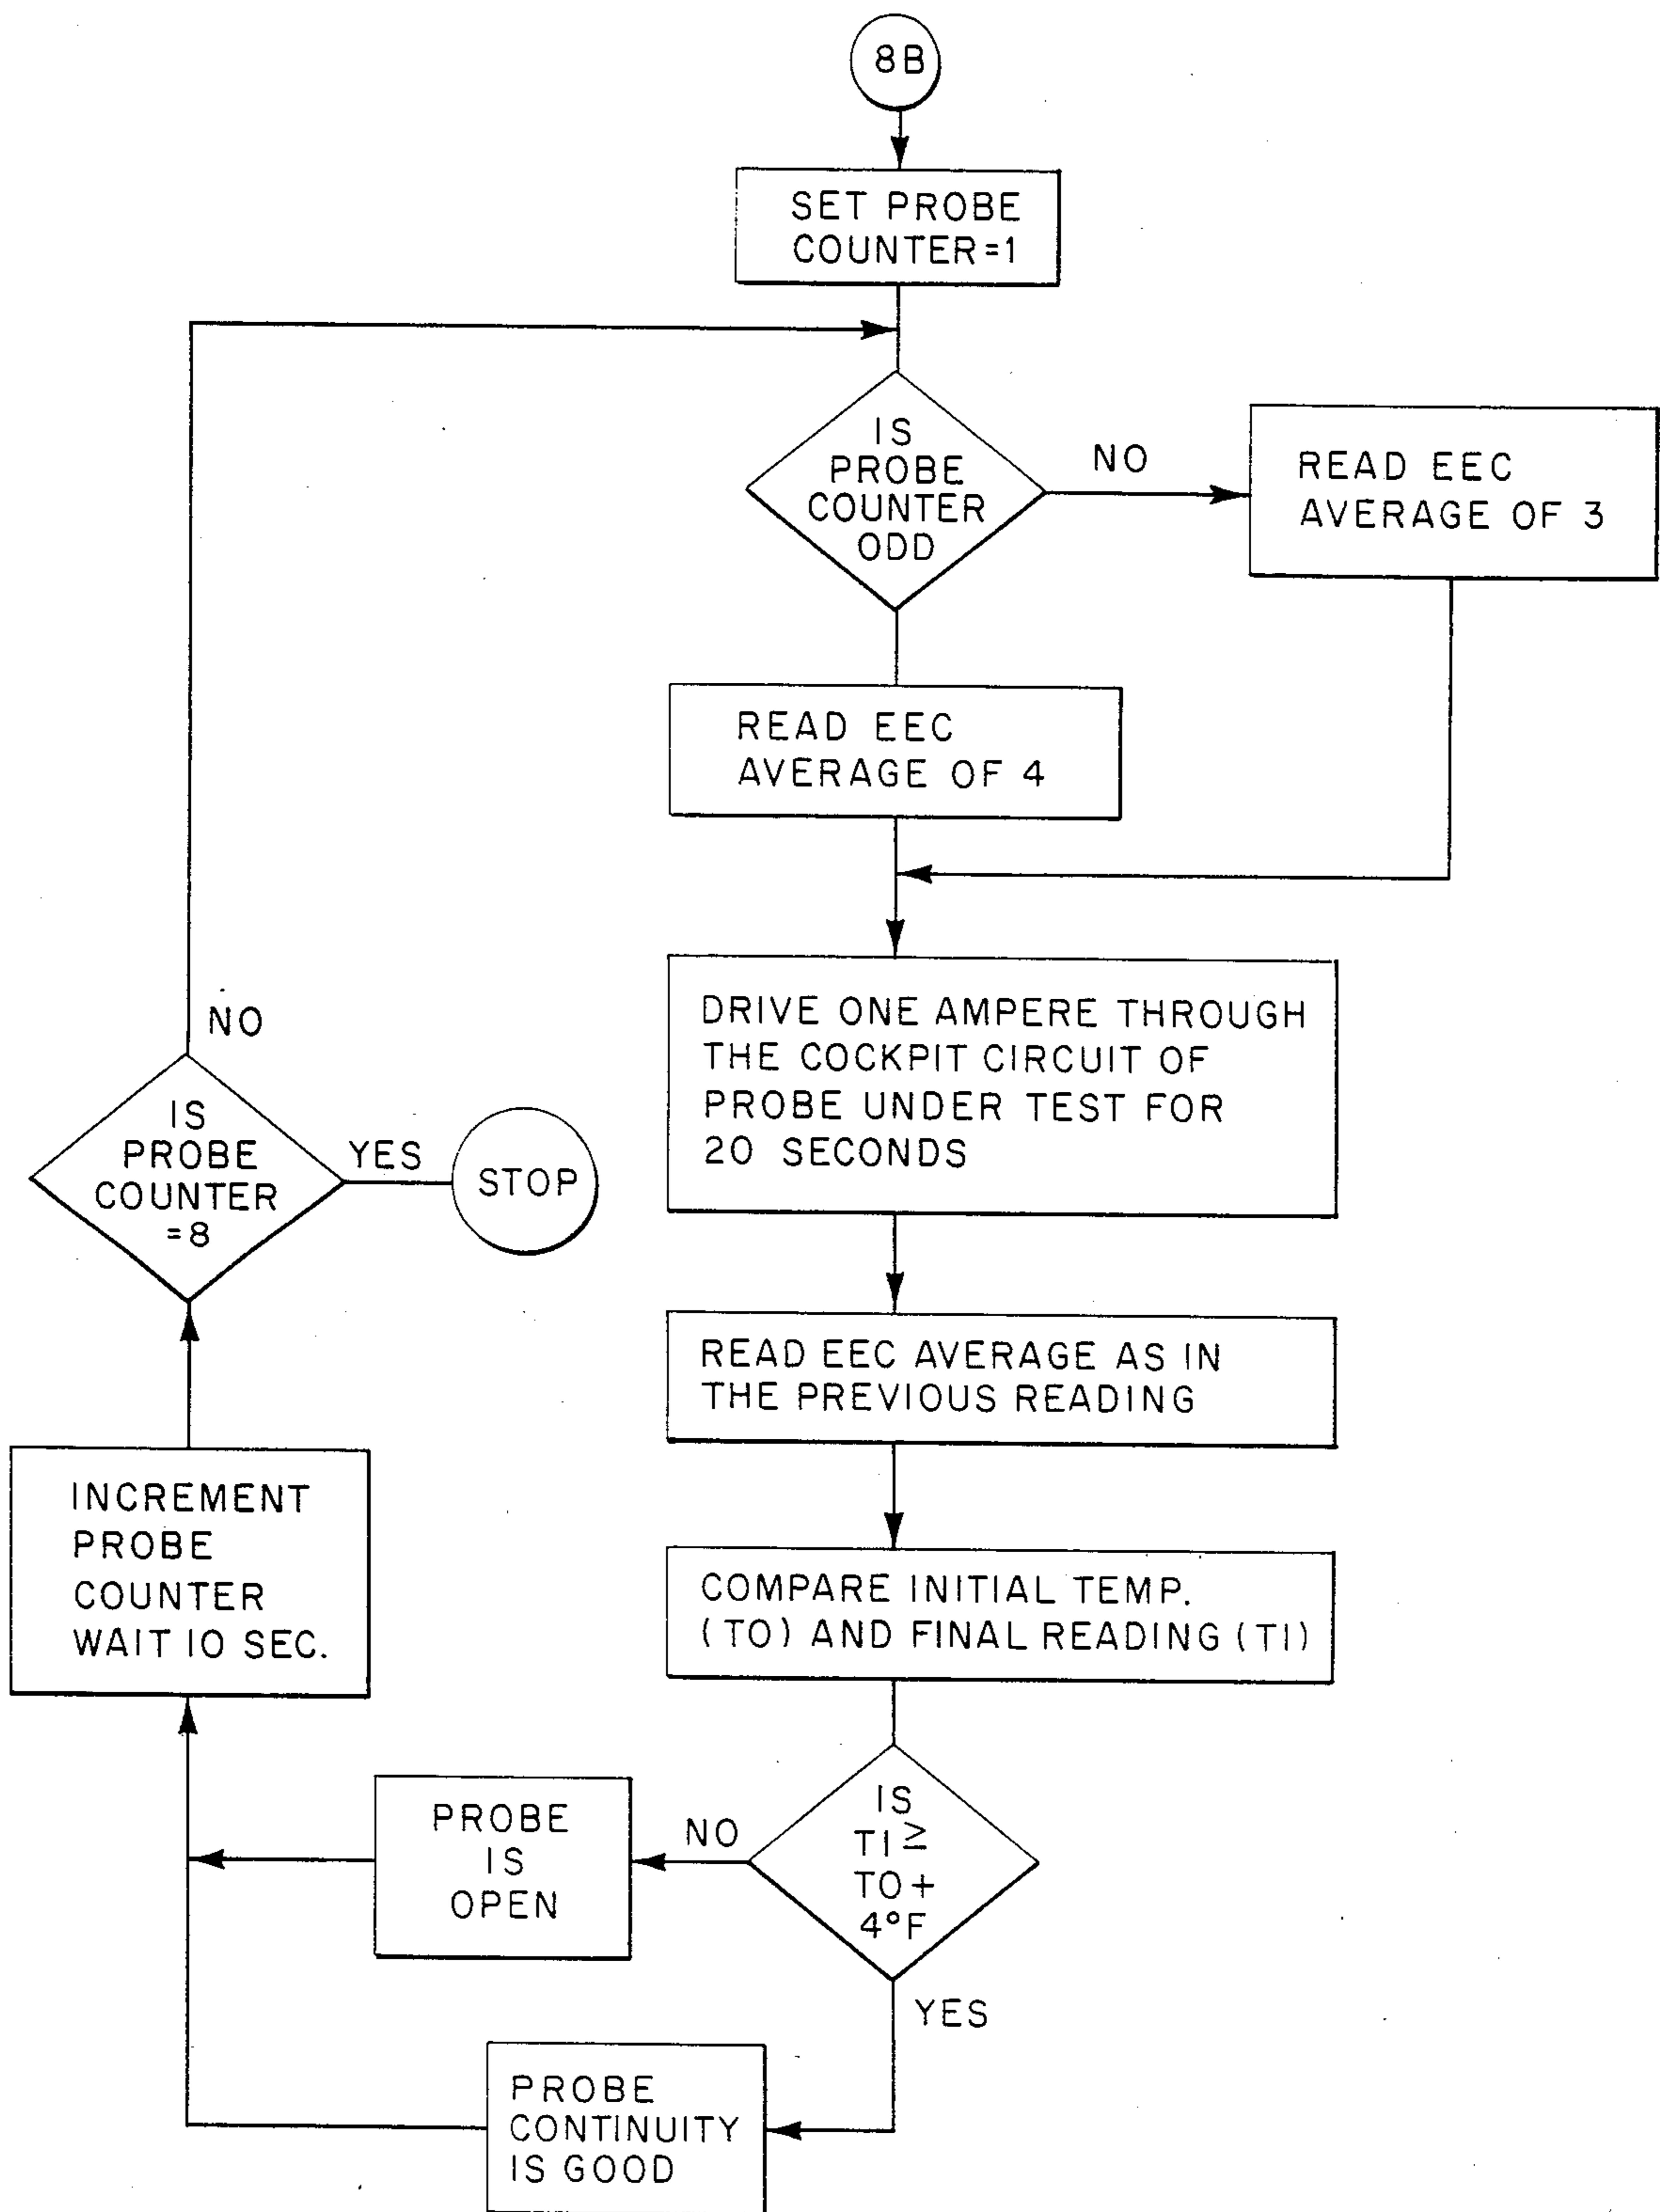 8B
SET PROBE
COUNTER=1
IS
PROBE
COUNTER
ODD
NO
READ EEC
AVERAGE OF 3
READ EEC
AVERAGE OF 4
DRIVE ONE AMPERE THROUGH
THE COCKPIT CIRCUIT OF
PROBE UNDER TEST FOR
20 SECONDS
READ EEC AVERAGE AS IN
THE PREVIOUS READING
COMPARE INITIAL TEMP.
(TO) AND FINAL READING (T1)
IS
T1 ≥
TO +
4°F
NO
PROBE
IS
OPEN
YES
PROBE
CONTINUITY
IS GOOD
INCREMENT
PROBE
COUNTER
WAIT 10 SEC.
IS
PROBE
COUNTER
=8
YES
STOP
NO